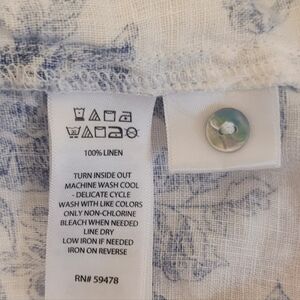 100% LINEN
TURN INSIDE OUT
MACHINE WASH COOL
- DELICATE CYCLE
WASH WITH LIKE COLORS
ONLY NON-CHLORINE
BLEACH WHEN NEEDED
LINE DRY
LOW IRON IF NEEDED
IRON ON REVERSE
RN# 59478